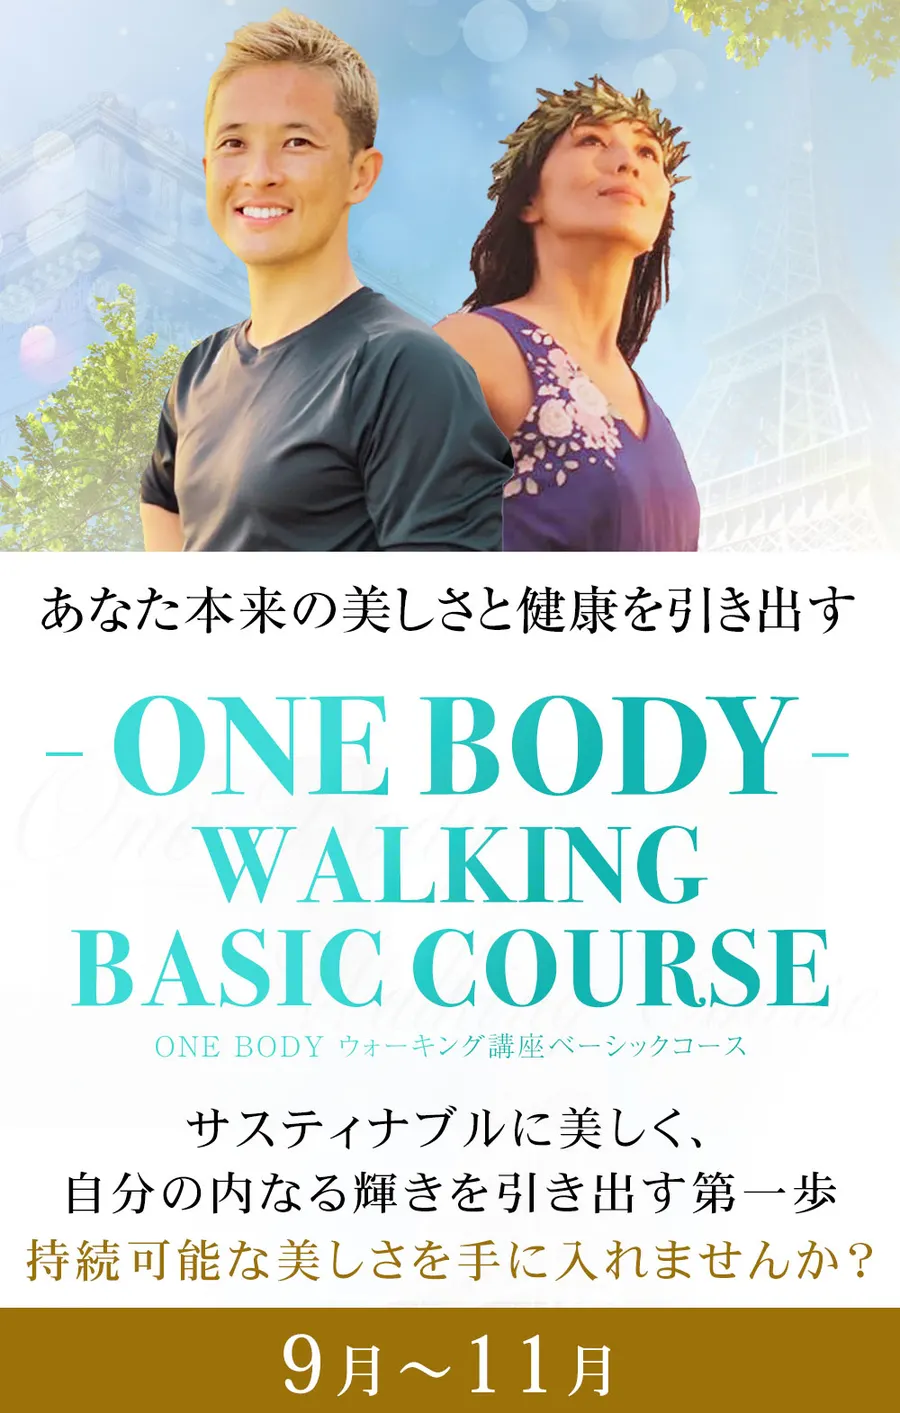 あなた本来の美しさと健康を引き出す
– ONE BODY –
WALKING
BASIC COURSE
ONE BODY ウォーキング講座ベーシックコース
サスティナブルに美しく、
自分の内なる輝きを引き出す第一歩
持続可能な美しさを手に入れませんか？
9月～11月